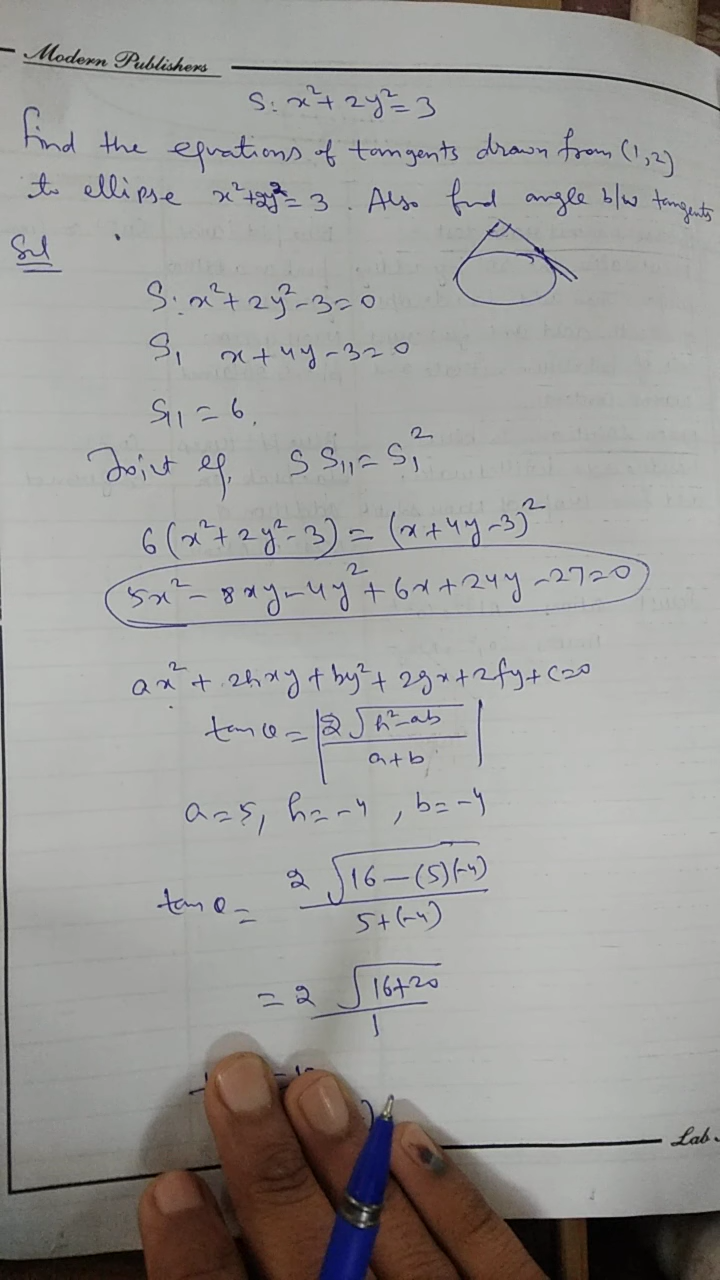 Modern Publishers
S: x²+2y²=3
Find the equations of tangents drawn from (1,2)
to ellipse x²+2y²=3. Also find angle b/w tangents
Sol
S: x²+2y²-3=0
S₁ x+4y-3=0
S₁₁=6.
Joint eq. S S₁₁=S₁²
6(x²+2y²-3)=(x+4y-3)²
5x²-8xy-4y²+6x+24y-27=0
ax²+2hxy+by²+2gx+2fy+c=0
tanθ=|2√(h²-ab)/(a+b)|
a=5, h=-4, b=-4
tanθ=2√(16-(5)(-4))/(5+(-4))
=2√(16+20)/1
Lab